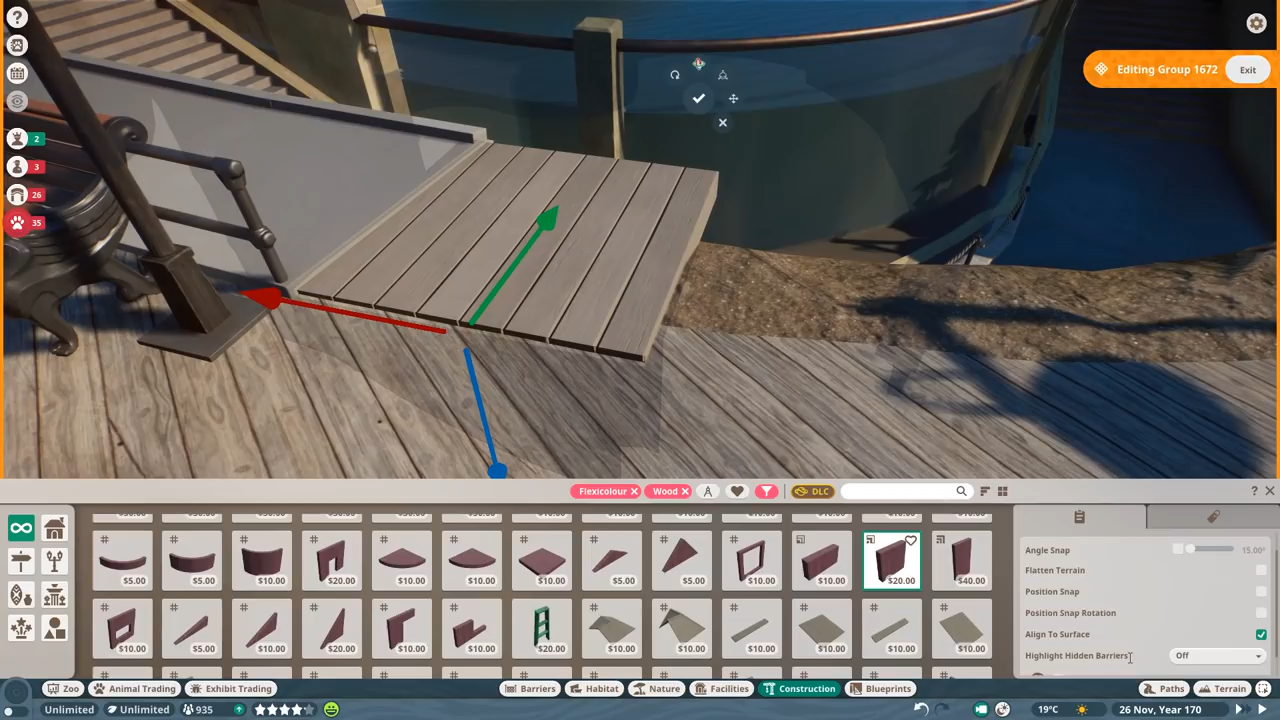 Editing Group 1672
Exit
2
3
26
35
Flexicolour
Wood
DLC
$5.00 $5.00 $10.00 $20.00 $10.00 $10.00 $10.00 $5.00 $5.00 $10.00 $10.00 $20.00 $40.00
$10.00 $5.00 $10.00 $20.00 $10.00 $10.00 $20.00 $10.00 $10.00 $10.00 $10.00 $10.00 $10.00
Angle Snap 15.00°
Flatten Terrain
Position Snap
Position Snap Rotation
Align To Surface
Highlight Hidden Barriers Off
Zoo Animal Trading Exhibit Trading Barriers Habitat Nature Facilities Construction Blueprints Paths Terrain
Unlimited Unlimited 935 19°C 26 Nov, Year 170